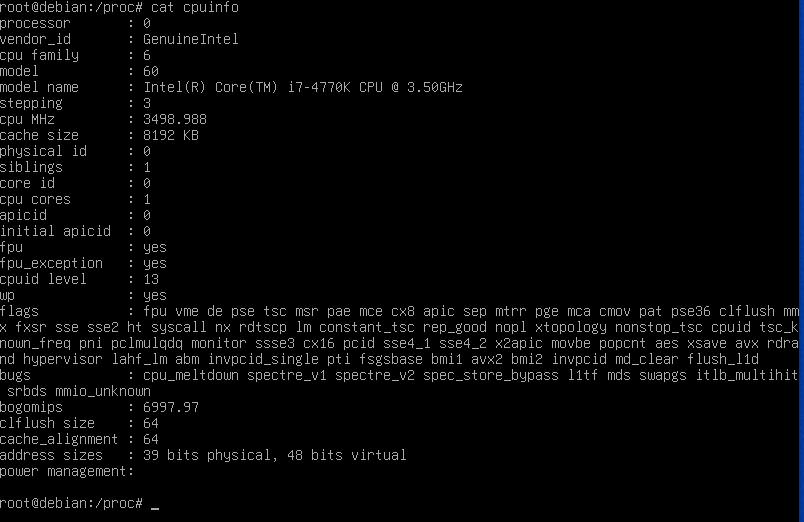 root@debian:/proc# cat cpuinfo
processor : 0
vendor_id : GenuineIntel
cpu family : 6
model : 60
model name : Intel(R) Core(TM) i7-4770K CPU @ 3.50GHz
stepping : 3
cpu MHz : 3498.988
cache size : 8192 KB
physical id : 0
siblings : 1
core id : 0
cpu cores : 1
apicid : 0
initial apicid : 0
fpu : yes
fpu_exception : yes
cpuid level : 13
wp : yes
flags : fpu vme de pse tsc msr pae mce cx8 apic sep mtrr pge mca cmov pat pse36 clflush mm
x fxsr sse sse2 ht syscall nx rdtscp lm constant_tsc rep_good nopl xtopology nonstop_tsc cpuid tsc_k
nown_freq pni pclmulqdq monitor ssse3 cx16 pcid sse4_1 sse4_2 x2apic movbe popcnt aes xsave avx rdra
nd hypervisor lahf_lm abm invpcid_single pti fsgsbase bmi1 avx2 bmi2 invpcid md_clear flush_l1d
bugs : cpu_meltdown spectre_v1 spectre_v2 spec_store_bypass l1tf mds swapgs itlb_multihit
srbds mmio_unknown
bogomips : 6997.97
clflush size : 64
cache_alignment : 64
address sizes : 39 bits physical, 48 bits virtual
power management:
root@debian:/proc# _